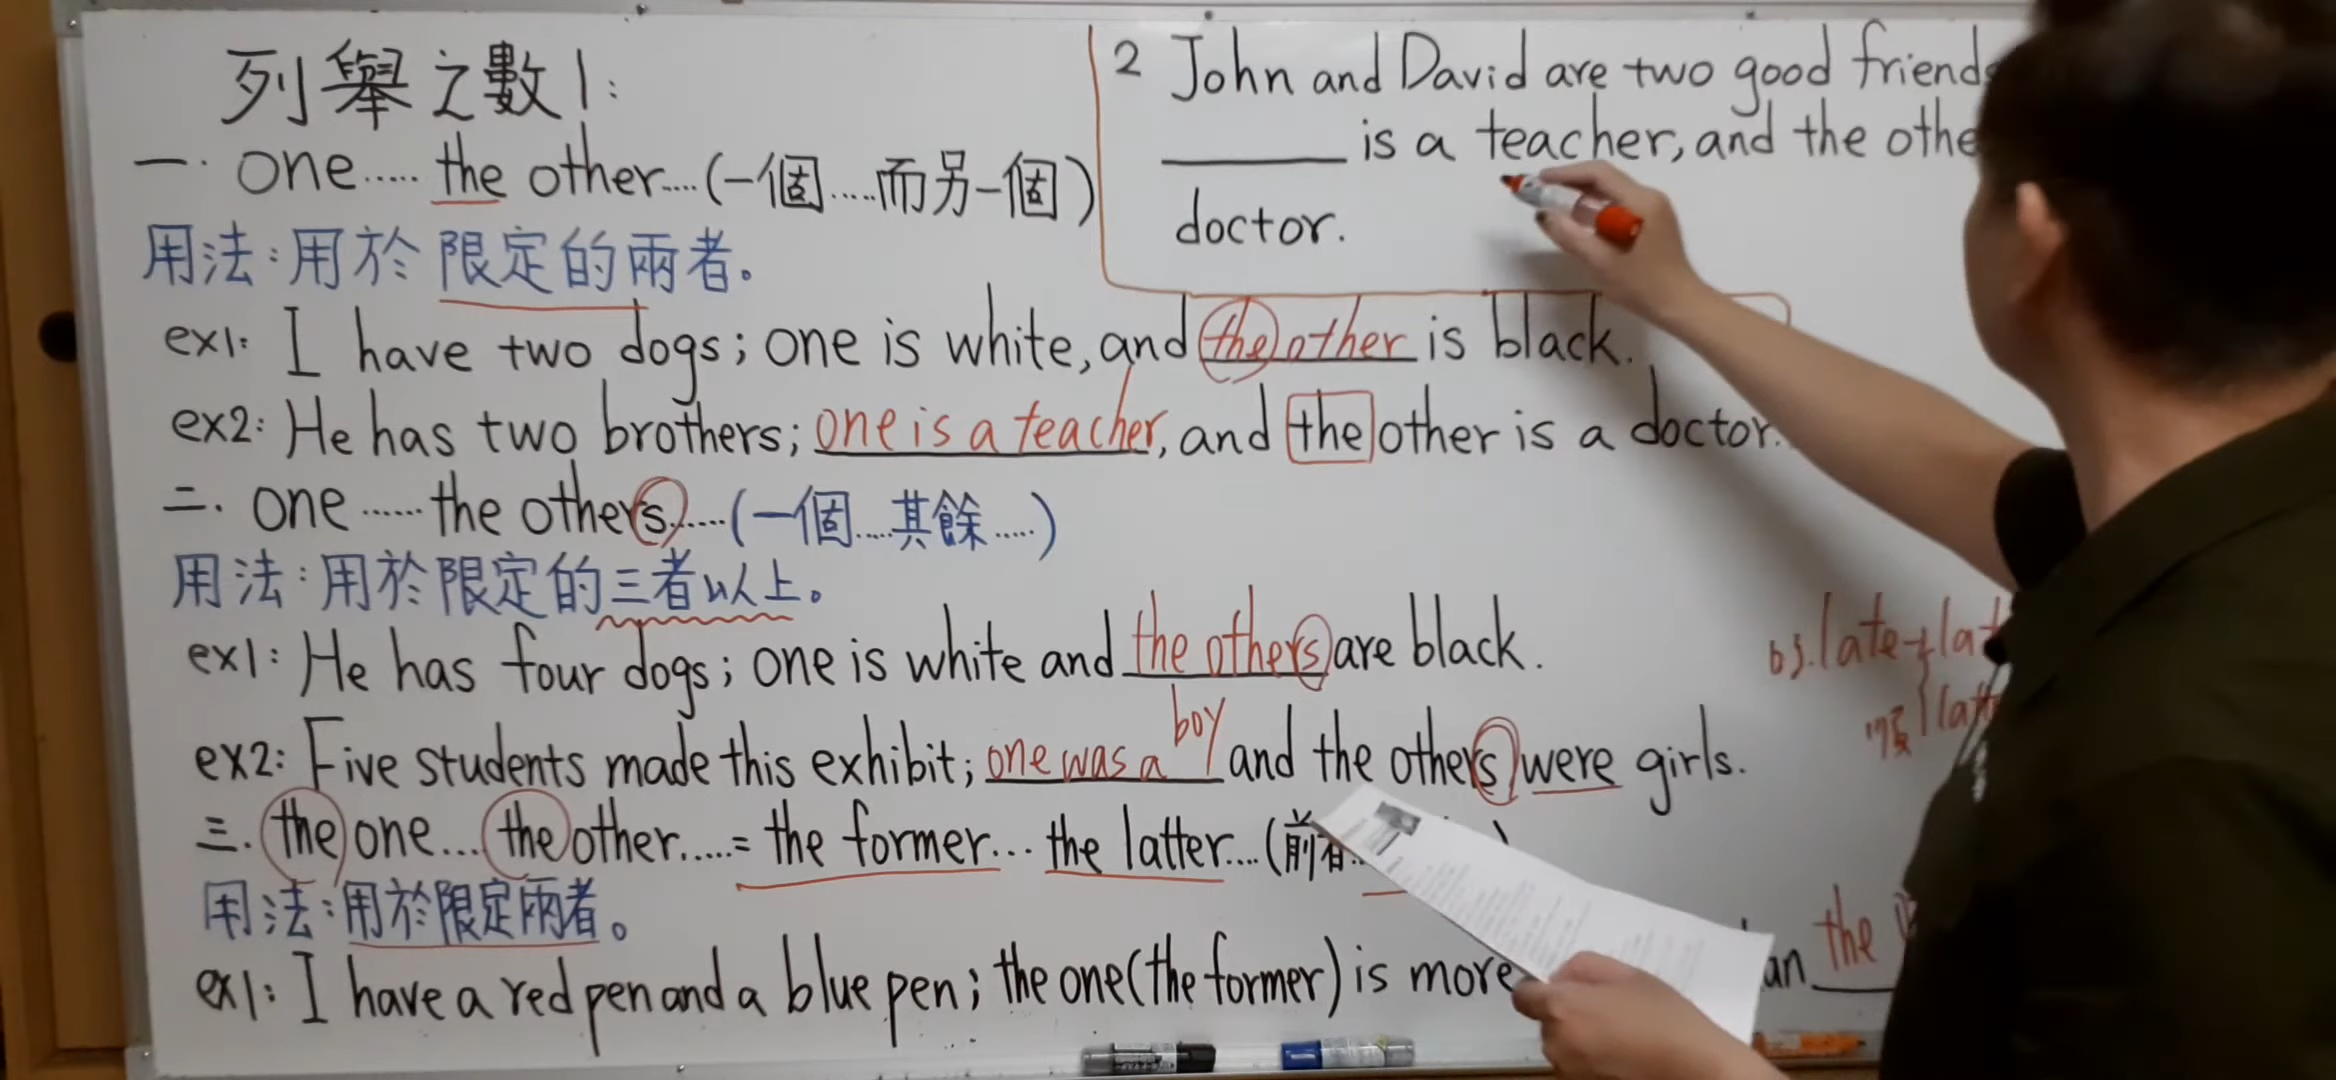 列舉之數1:
一. one..... the other....(一個.....而另一個)
用法:用於限定的兩者。
ex1: I have two dogs; one is white, and the other is black.
ex2: He has two brothers; one is a teacher, and the other is a doctor.
二. one ...... the others......(一個....其餘.....)
用法:用於限定的三者以上。
ex1: He has four dogs; one is white and the others are black.
ex2: Five students made this exhibit; one was a boy and the others were girls.
三. the one... the other.....= the former... the latter....(前者
用法:用於限定兩者。
ex1: I have a red pen and a blue pen; the one(the former) is more
the
2 John and David are two good friend
______ is a teacher, and the othe
doctor.
late